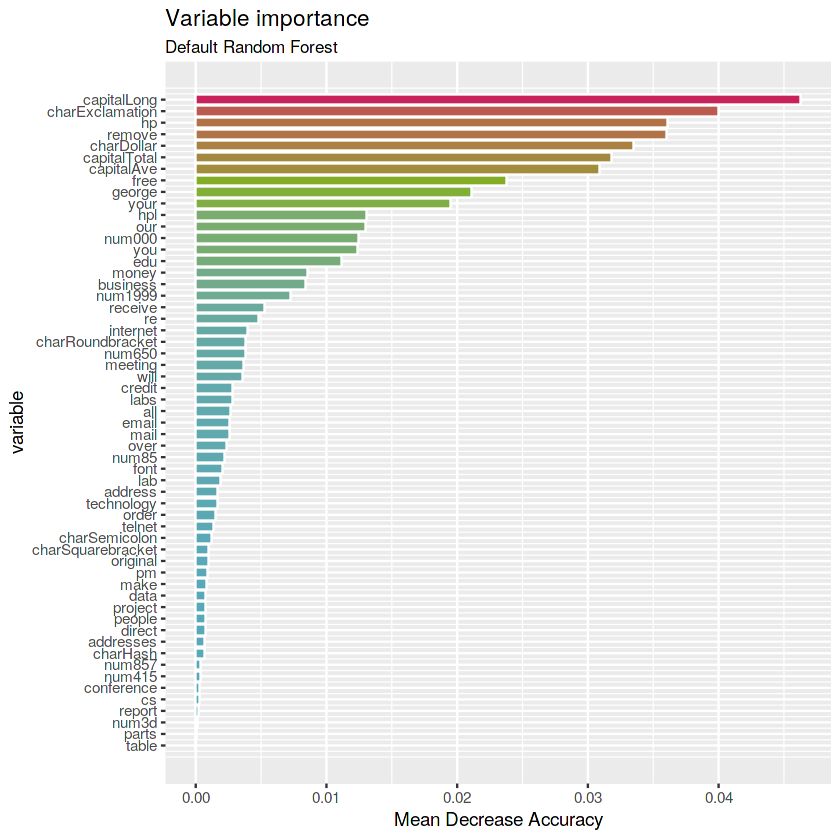 Variable importance
Default Random Forest
capitalLong
charExclamation
hp
remove
charDollar
capitalTotal
capitalAve
free
george
your
hpl
our
num000
you
edu
money
business
num1999
receive
re
internet
charRoundbracket
num650
meeting
will
credit
labs
all
email
mail
over
num85
font
lab
address
technology
order
telnet
charSemicolon
charSquarebracket
original
pm
make
data
project
people
direct
addresses
charHash
num857
num415
conference
cs
report
num3d
parts
table
variable
0.00 0.01 0.02 0.03 0.04
Mean Decrease Accuracy